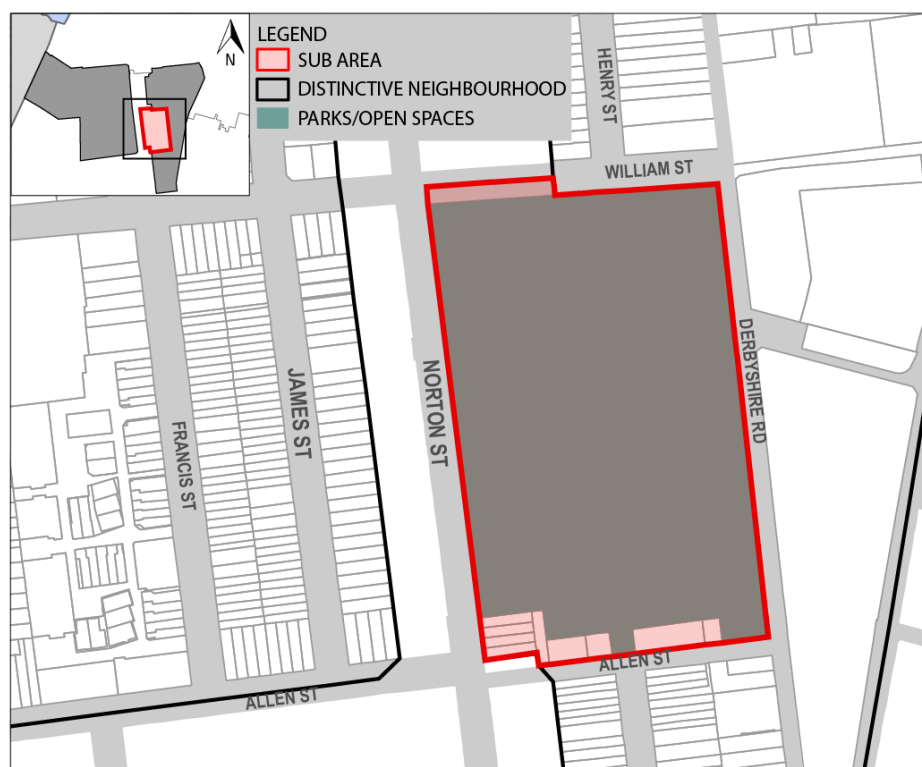 N
LEGEND
SUB AREA
DISTINCTIVE NEIGHBOURHOOD
PARKS/OPEN SPACES
HENRY ST
WILLIAM ST
NORTON ST
DERBYSHIRE RD
JAMES ST
FRANCIS ST
ALLEN ST
ALLEN ST